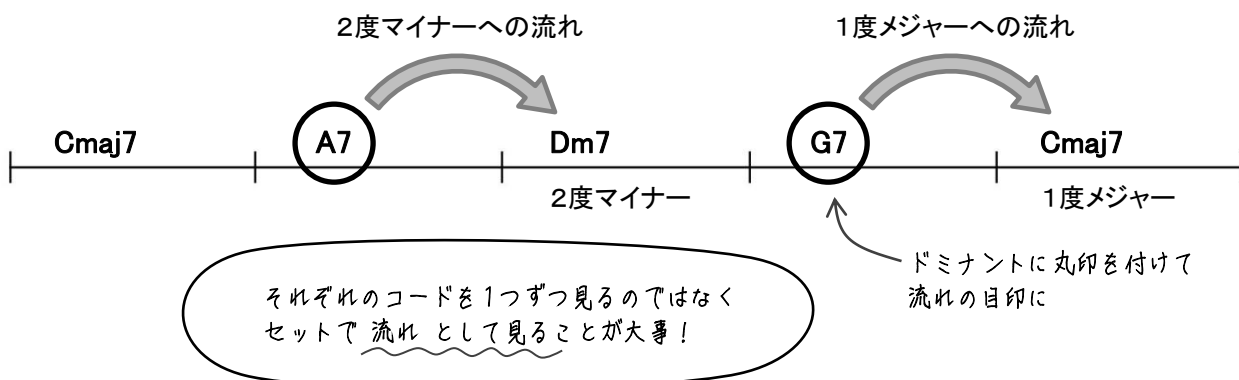 2度マイナーへの流れ
1度メジャーへの流れ
Cmaj7
A7
Dm7
G7
Cmaj7
2度マイナー
1度メジャー
ドミナントに丸印を付けて
流れの目印に
それぞれのコードを1つずつ見るのではなく
セットで 流れ として見ることが大事!